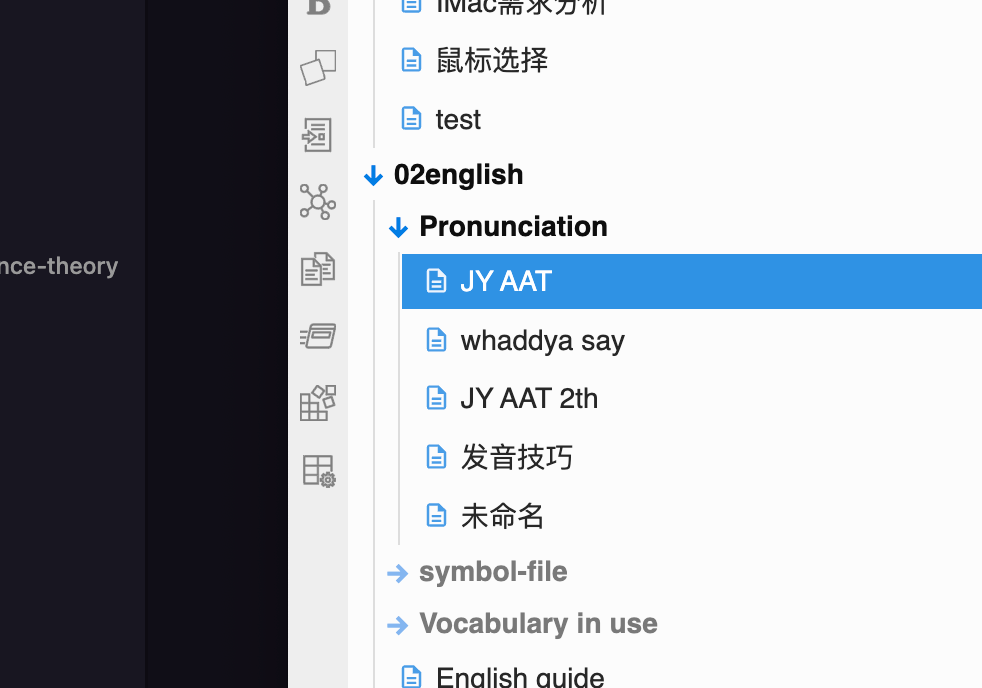 iMac需求分析
鼠标选择
test
02english
Pronunciation
nce-theory
JY AAT
whaddya say
JY AAT 2th
发音技巧
未命名
symbol-file
Vocabulary in use
English guide